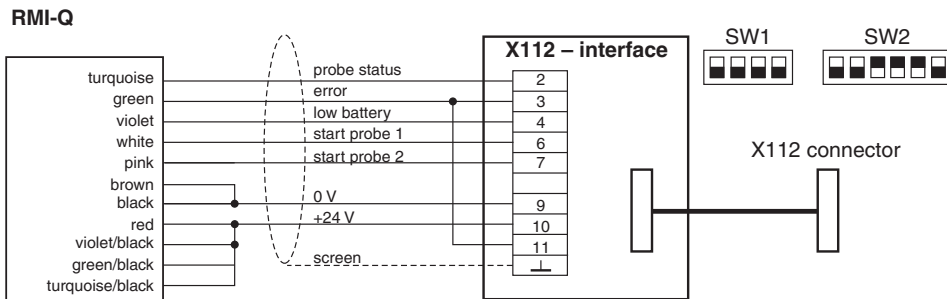 RMI-Q
X112 – interface
SW1
SW2
turquoise
probe status
2
green
error
3
violet
low battery
4
white
start probe 1
6
pink
start probe 2
7
brown
black
0 V
9
red
+24 V
10
violet/black
11
green/black
screen
turquoise/black
X112 connector